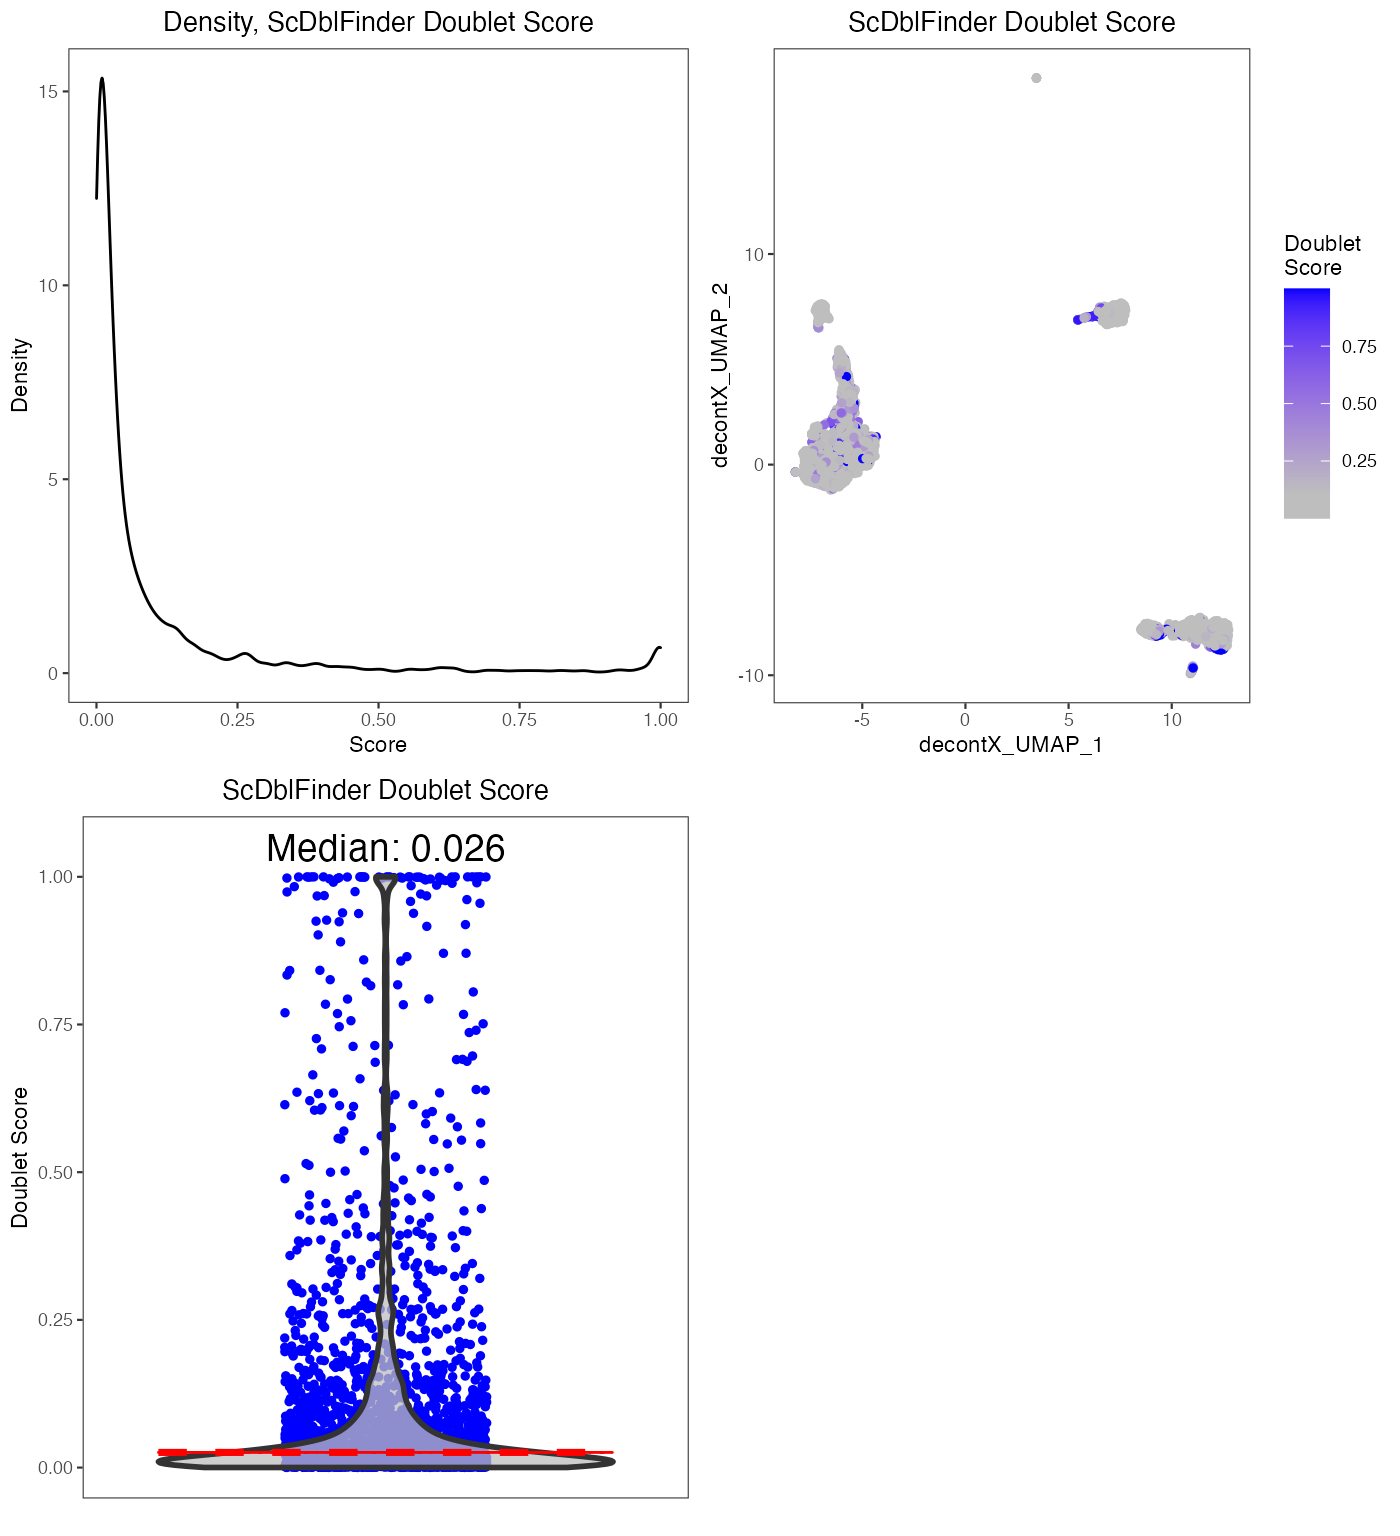 Density, ScDblFinder Doublet Score
15
10
5
0
Density
0.00 0.25 0.50 0.75 1.00
Score
ScDblFinder Doublet Score
10
0
-10
decontX_UMAP_2
-5 0 5 10
decontX_UMAP_1
Doublet
Score
0.75
0.50
0.25
ScDblFinder Doublet Score
Median: 0.026
1.00
0.75
0.50
0.25
0.00
Doublet Score